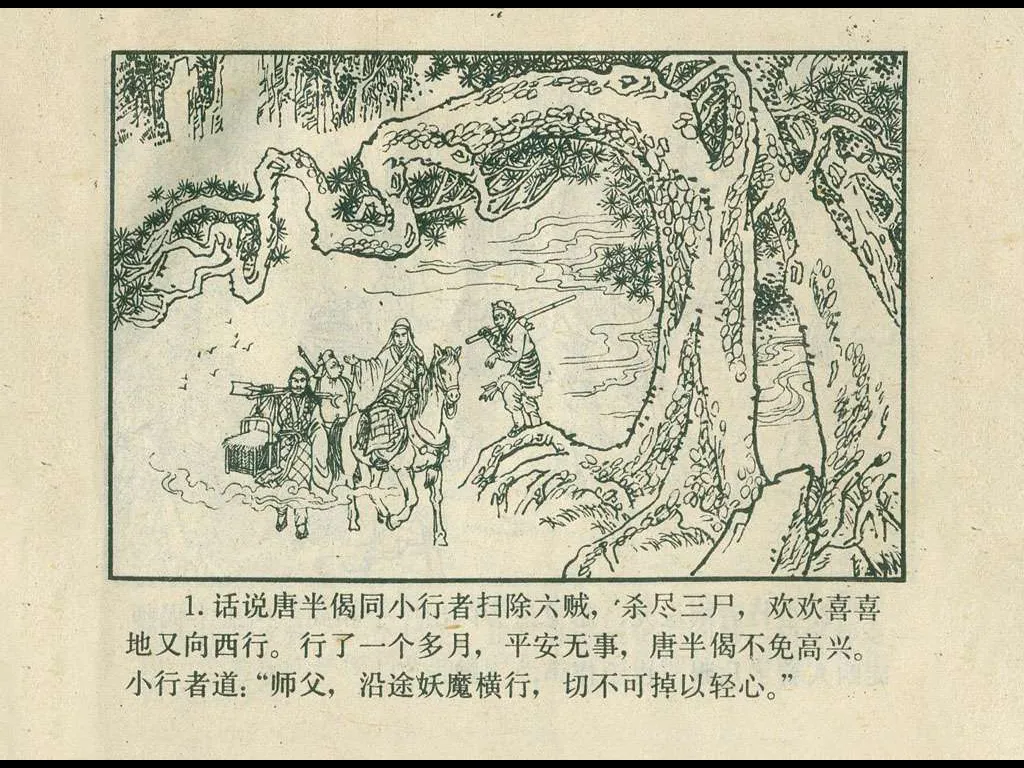 1. 话说唐半偈同小行者扫除六贼，杀尽三尸，欢欢喜喜
地又向西行。行了一个多月，平安无事，唐半偈不免高兴。
小行者道：“师父，沿途妖魔横行，切不可掉以轻心。”